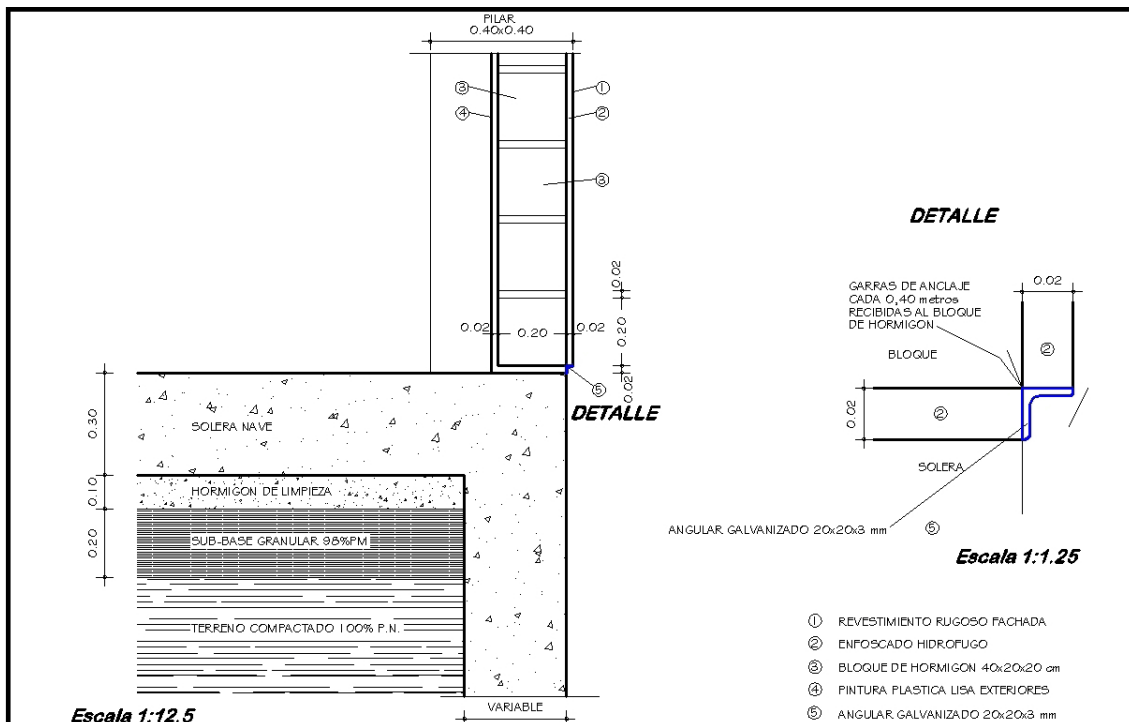 PILAR
0.40x0.40
③
①
④
②
③
0.02
0.02
0.20
0.02
0.20
0.02
⑤
DETALLE
0.30
SOLERA NAVE
0.10
HORMIGON DE LIMPIEZA
0.20
SUB-BASE GRANULAR 98%PM
TERRENO COMPACTADO 100% P.N.
VARIABLE
Escala 1:12.5
DETALLE
GARRAS DE ANCLAJE
CADA 0,40 metros
RECIBIDAS AL BLOQUE
DE HORMIGON
0.02
②
BLOQUE
0.02
②
SOLERA
ANGULAR GALVANIZADO 20x20x3 mm
⑤
Escala 1:1.25
① REVESTIMIENTO RUGOSO FACHADA
② ENFOSCADO HIDROFUGO
③ BLOQUE DE HORMIGON 40x20x20 cm
④ PINTURA PLASTICA LISA EXTERIORES
⑤ ANGULAR GALVANIZADO 20x20x3 mm